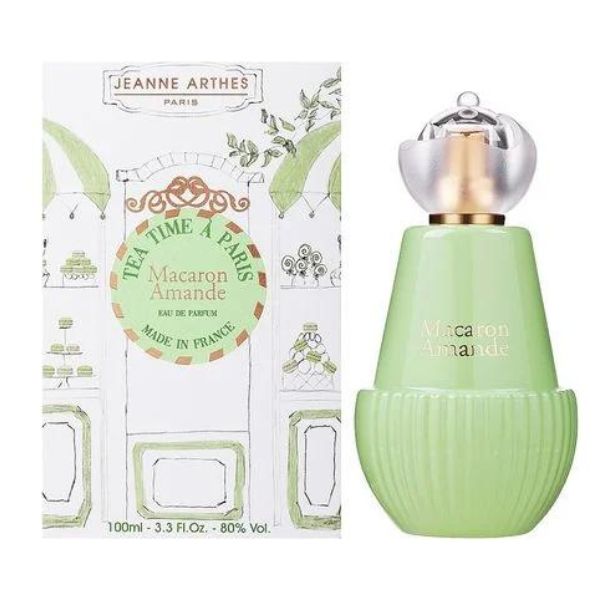 JEANNE ARTHES
PARIS
TEA TIME À PARIS
Macaron
Amande
EAU DE PARFUM
MADE IN FRANCE
100ml - 3.3 Fl.Oz. - 80% Vol.
Macaron
Amande